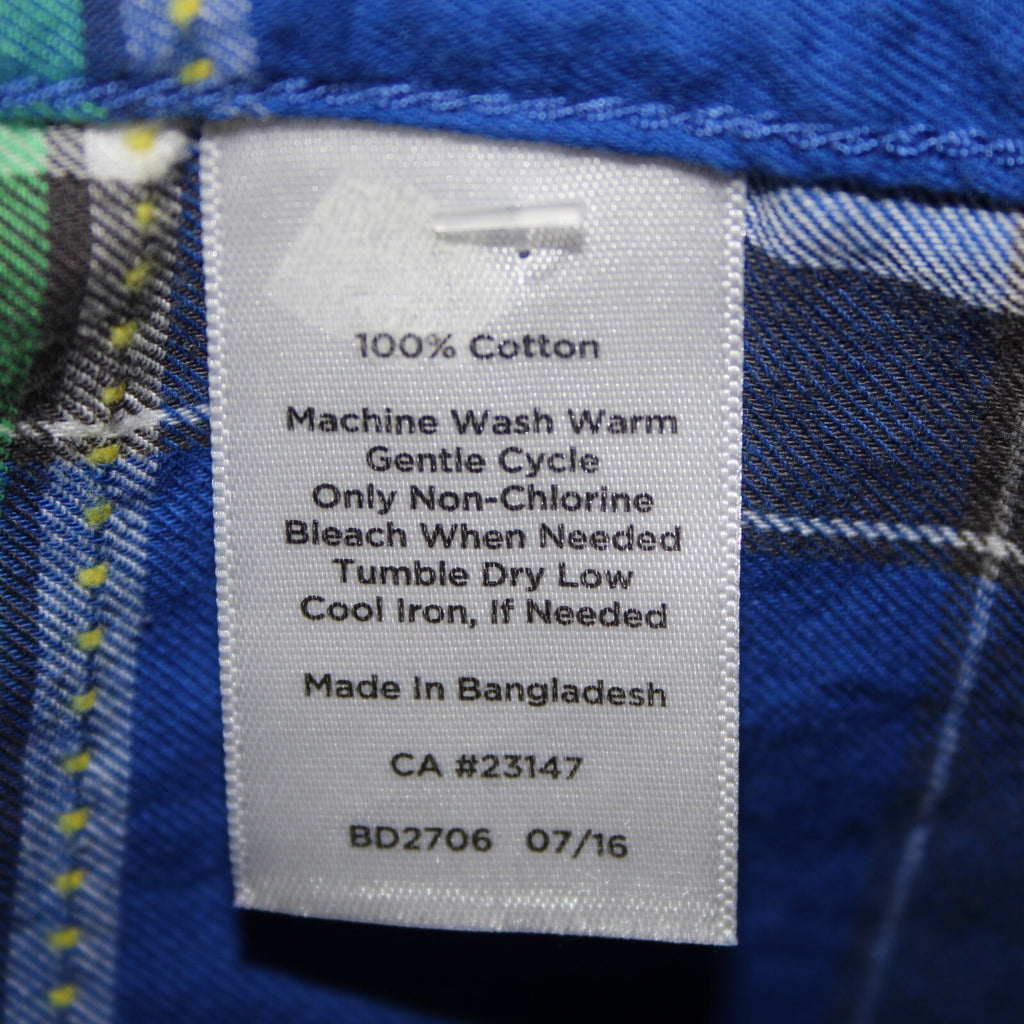 100% Cotton
Machine Wash Warm
Gentle Cycle
Only Non-Chlorine
Bleach When Needed
Tumble Dry Low
Cool Iron, If Needed
Made In Bangladesh
CA #23147
BD2706 07/16